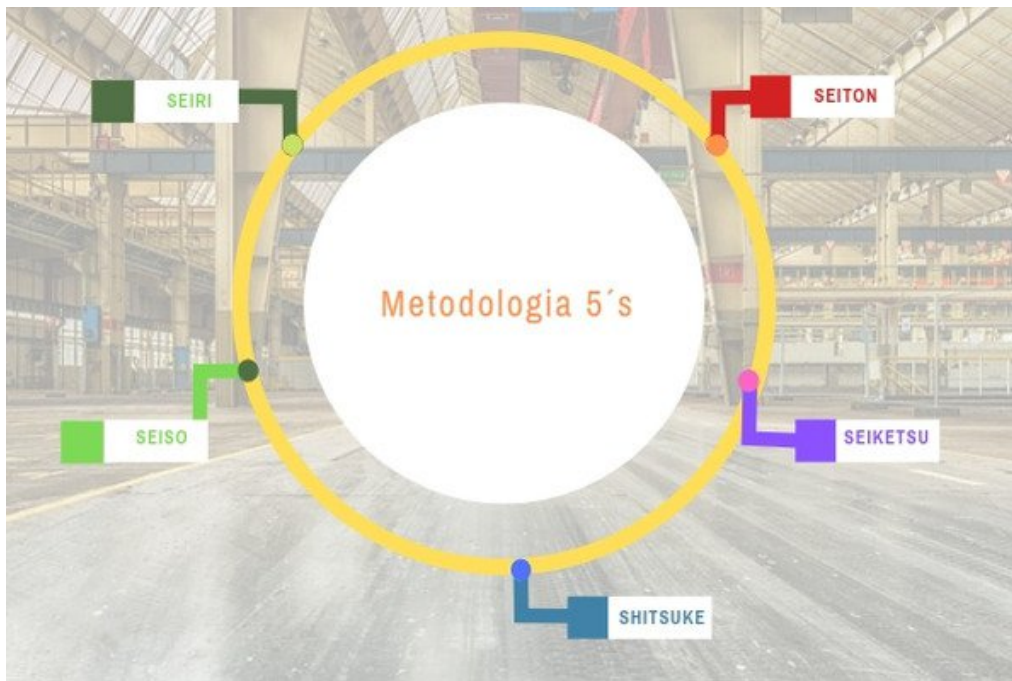 SEIRI
SEITON
Metodologia 5´s
SEISO
SEIKETSU
SHITSUKE